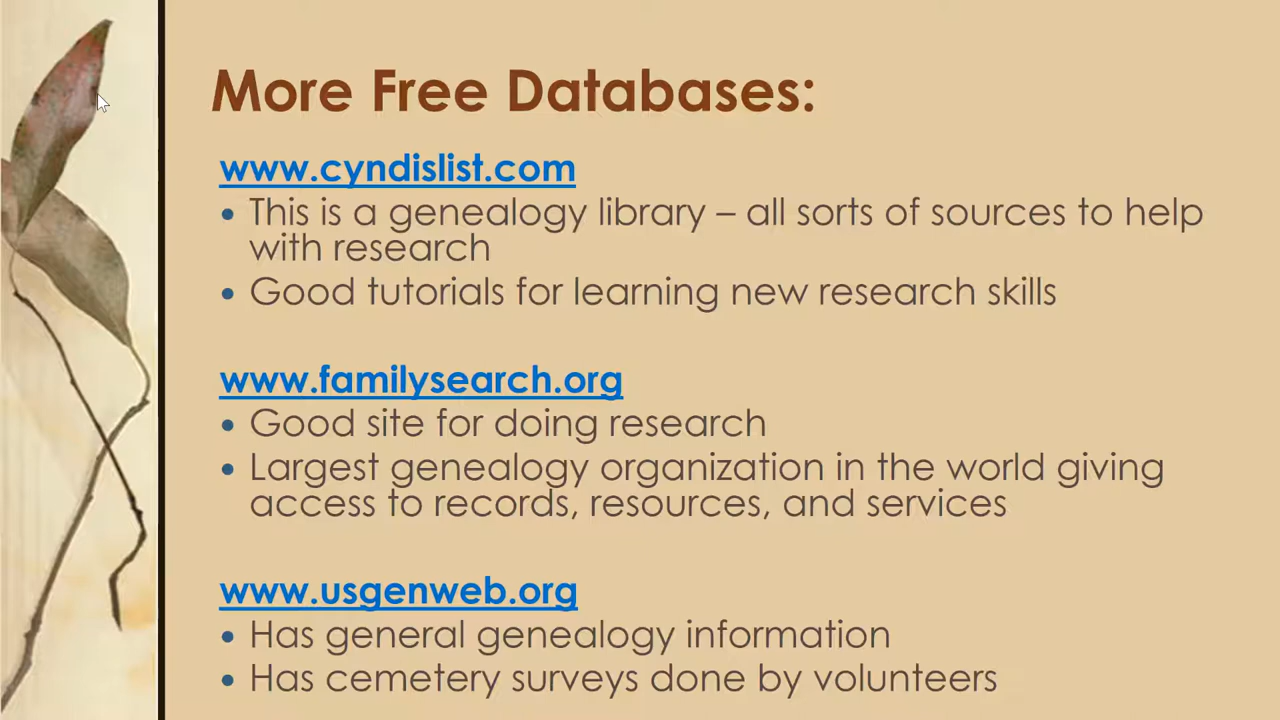 More Free Databases:
www.cyndislist.com
• This is a genealogy library – all sorts of sources to help
with research
• Good tutorials for learning new research skills
www.familysearch.org
• Good site for doing research
• Largest genealogy organization in the world giving
access to records, resources, and services
www.usgenweb.org
• Has general genealogy information
• Has cemetery surveys done by volunteers